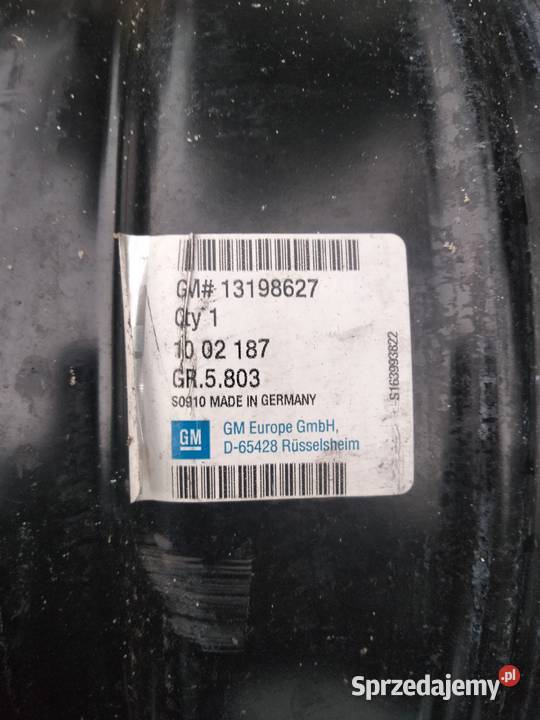 GM# 13198627
Qty 1
10 02 187
GR.5.803
S0910 MADE IN GERMANY
GM
GM Europe GmbH,
D-65428 Rüsselsheim
S163993822
Sprzedajemy.pl